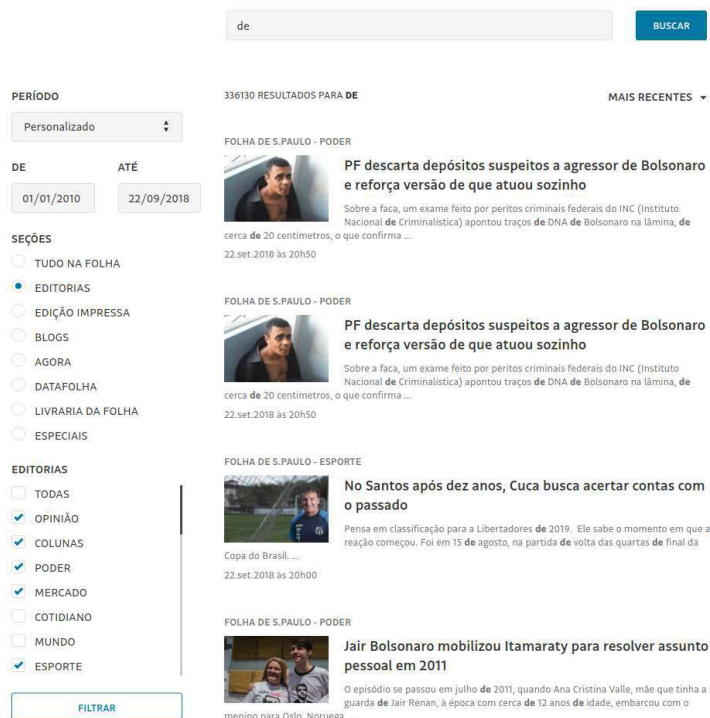 de
BUSCAR
PERÍODO
Personalizado
DE
ATÉ
01/01/2010
22/09/2018
SEÇÕES
TUDO NA FOLHA
EDITORIAS
EDIÇÃO IMPRESSA
BLOGS
AGORA
DATAFOLHA
LIVRARIA DA FOLHA
ESPECIAIS
EDITORIAS
TODAS
OPINIÃO
COLUNAS
PODER
MERCADO
COTIDIANO
MUNDO
ESPORTE
FILTRAR
336130 RESULTADOS PARA DE
MAIS RECENTES
FOLHA DE S.PAULO - PODER
PF descarta depósitos suspeitos a agressor de Bolsonaro
e reforça versão de que atuou sozinho
Sobre a faca, um exame feito por peritos criminais federais do INC (Instituto
Nacional de Criminalística) apontou traços de DNA de Bolsonaro na lâmina, de
cerca de 20 centímetros, o que confirma ...
22.set.2018 às 20h50
FOLHA DE S.PAULO - PODER
PF descarta depósitos suspeitos a agressor de Bolsonaro
e reforça versão de que atuou sozinho
Sobre a faca, um exame feito por peritos criminais federais do INC (Instituto
Nacional de Criminalística) apontou traços de DNA de Bolsonaro na lâmina, de
cerca de 20 centímetros, o que confirma ...
22.set.2018 às 20h50
FOLHA DE S.PAULO - ESPORTE
No Santos após dez anos, Cuca busca acertar contas com
o passado
Pensa em classificação para a Libertadores de 2019. Ele sabe o momento em que a
reação começou. Foi em 15 de agosto, na partida de volta das quartas de final da
Copa do Brasil. ...
22.set.2018 às 20h00
FOLHA DE S.PAULO - PODER
Jair Bolsonaro mobilizou Itamaraty para resolver assunto
pessoal em 2011
O episódio se passou em julho de 2011, quando Ana Cristina Valle, mãe que tinha a
guarda de Jair Renan, à época com cerca de 12 anos de idade, embarcou com o
menino para Oslo, Noruega. ...